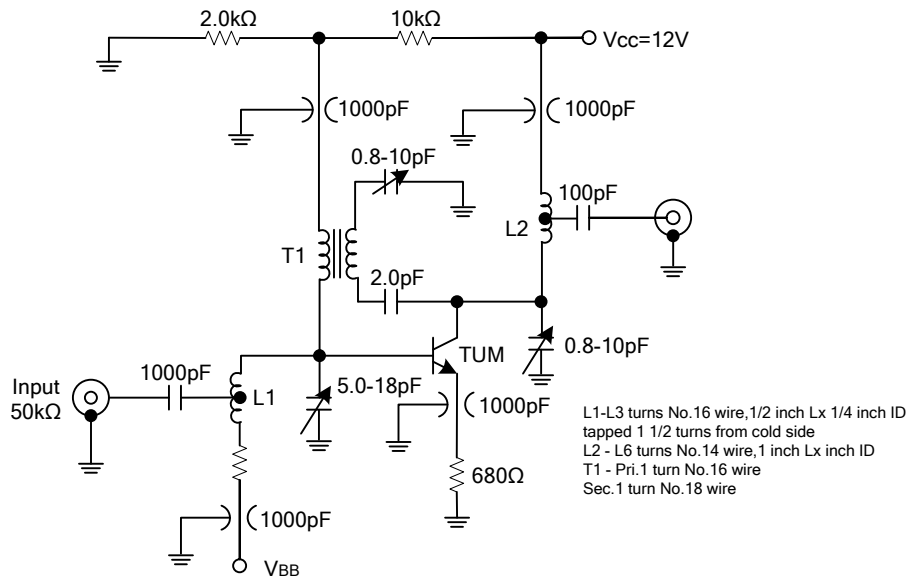 2.0kΩ
10kΩ
Vcc=12V
1000pF
1000pF
0.8-10pF
100pF
T1
L2
2.0pF
TUM
0.8-10pF
1000pF
Input
50kΩ
L1
5.0-18pF
1000pF
680Ω
1000pF
VBB
L1-L3 turns No.16 wire,1/2 inch Lx 1/4 inch ID
tapped 1 1/2 turns from cold side
L2 - L6 turns No.14 wire,1 inch Lx inch ID
T1 - Pri.1 turn No.16 wire
Sec.1 turn No.18 wire